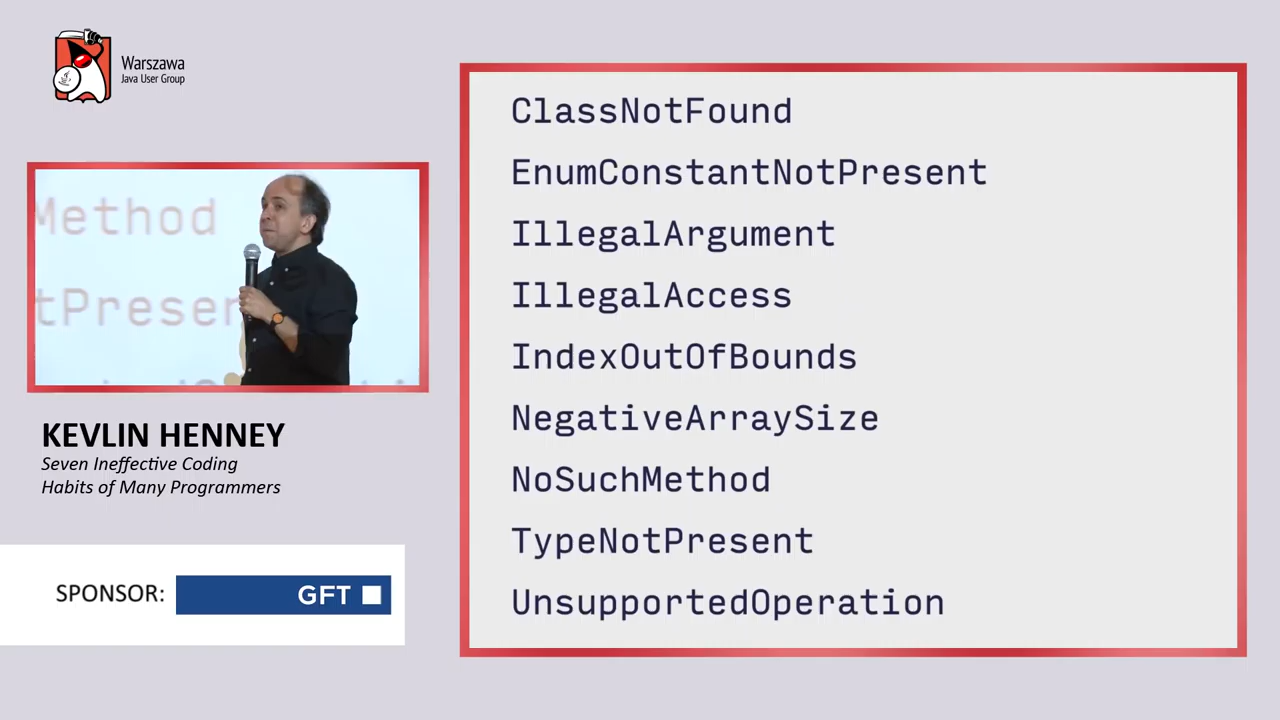 Warszawa
Java User Group
Method
tPresen
KEVLIN HENNEY
Seven Ineffective Coding
Habits of Many Programmers
SPONSOR:
GFT
ClassNotFound
EnumConstantNotPresent
IllegalArgument
IllegalAccess
IndexOutOfBounds
NegativeArraySize
NoSuchMethod
TypeNotPresent
UnsupportedOperation